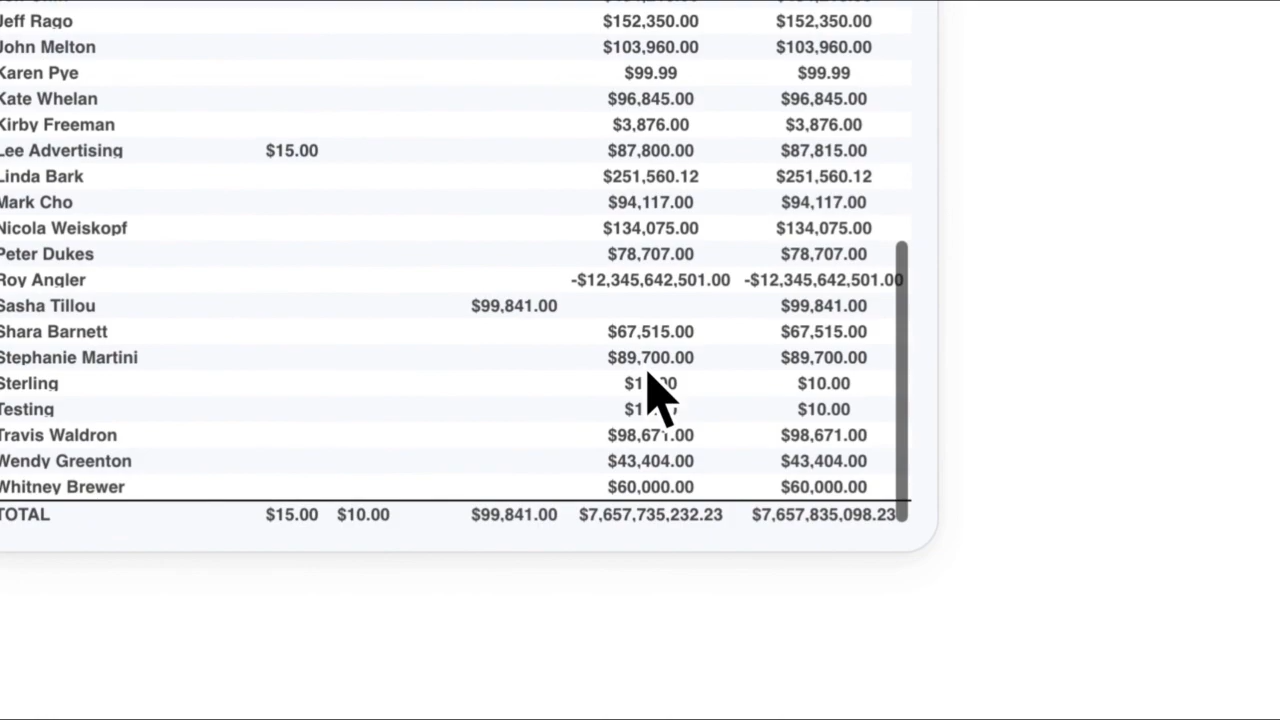 Jeff Rago $152,350.00 $152,350.00
John Melton $103,960.00 $103,960.00
Karen Pye $99.99 $99.99
Kate Whelan $96,845.00 $96,845.00
Kirby Freeman $3,876.00 $3,876.00
Lee Advertising $15.00 $87,800.00 $87,815.00
Linda Bark $251,560.12 $251,560.12
Mark Cho $94,117.00 $94,117.00
Nicola Weiskopf $134,075.00 $134,075.00
Peter Dukes $78,707.00 $78,707.00
Roy Angler -$12,345,642,501.00 -$12,345,642,501.00
Sasha Tillou $99,841.00 $99,841.00
Shara Barnett $67,515.00 $67,515.00
Stephanie Martini $89,700.00 $89,700.00
Sterling $10.00
Testing $10.00
Travis Waldron $98,671.00 $98,671.00
Wendy Greenton $43,404.00 $43,404.00
Whitney Brewer $60,000.00 $60,000.00
TOTAL $15.00 $10.00 $99,841.00 $7,657,735,232.23 $7,657,835,098.23